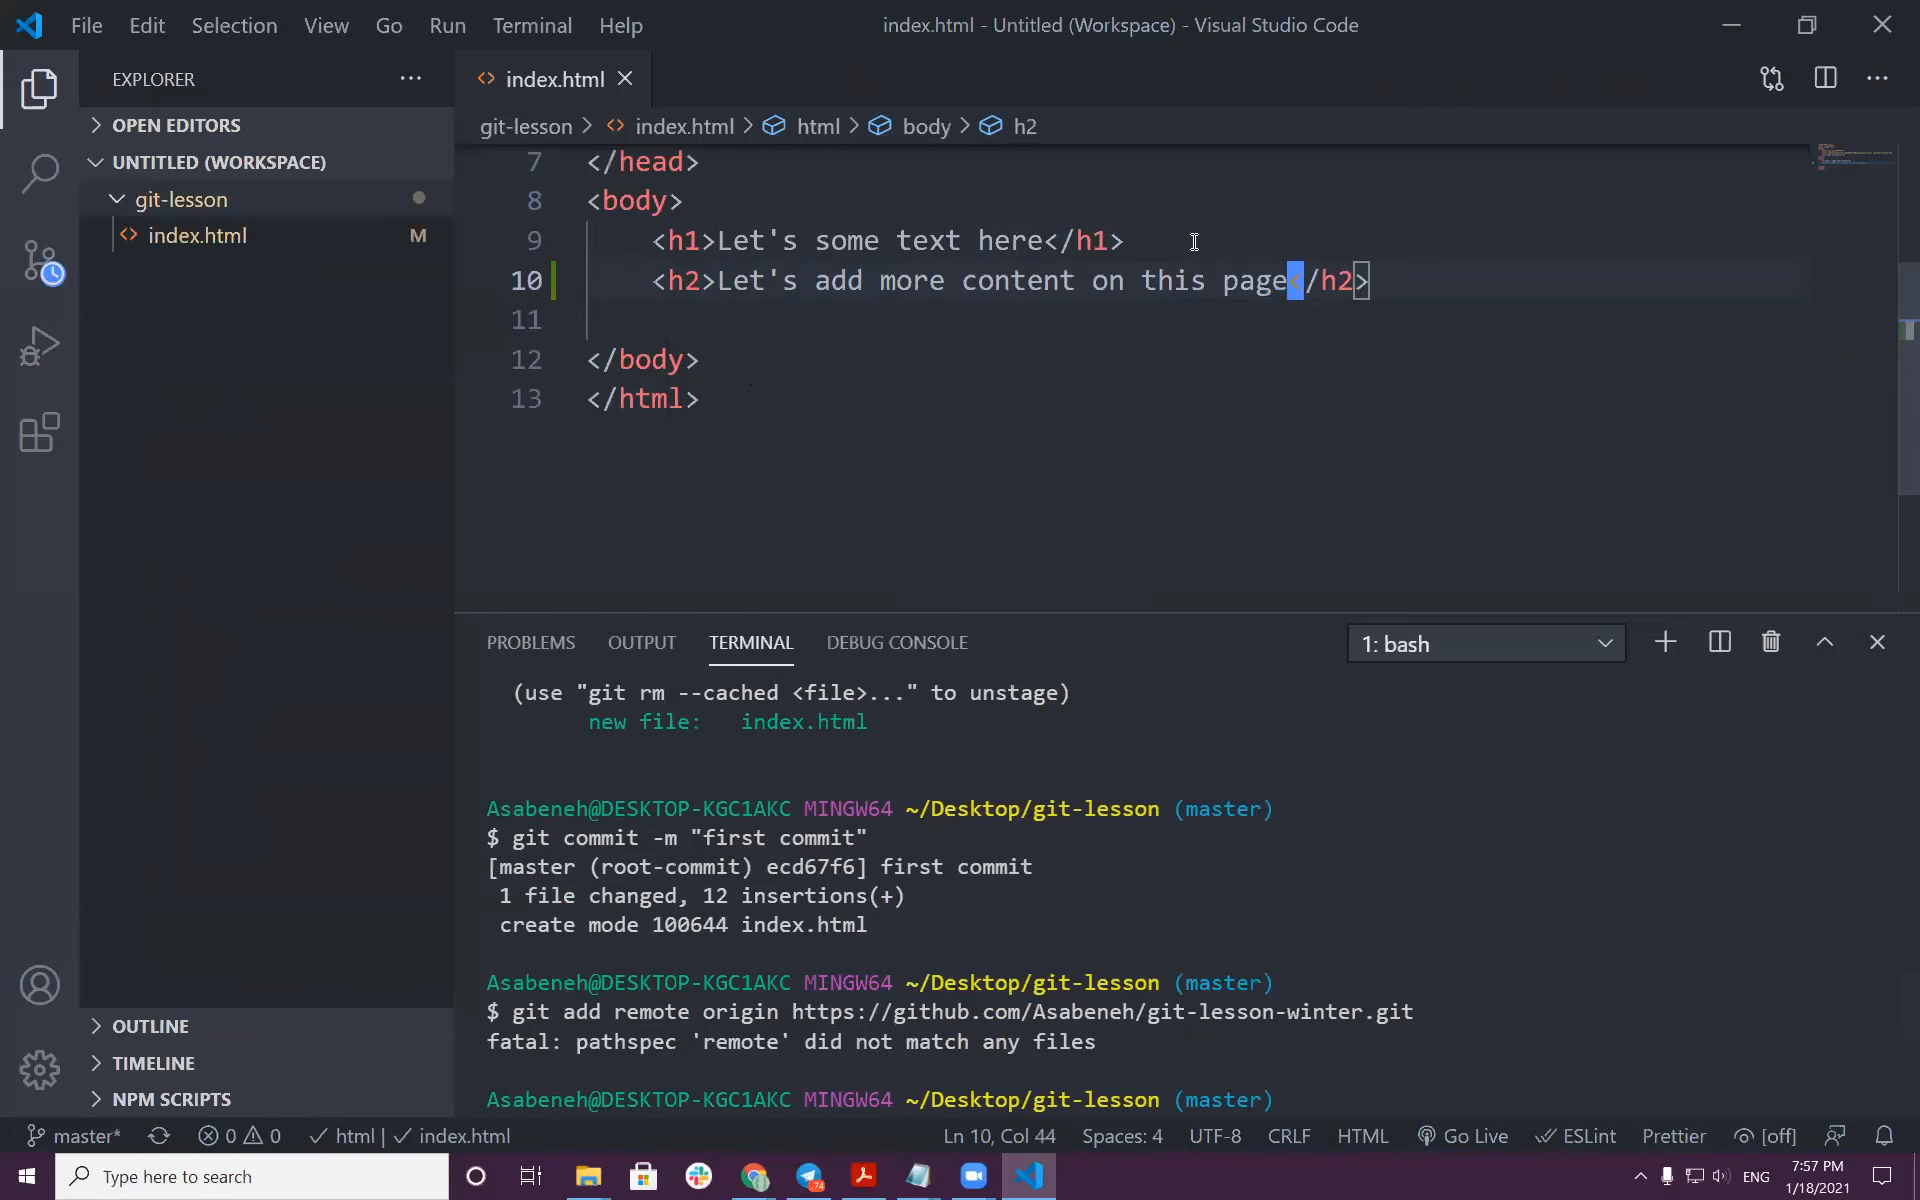 File Edit Selection View Go Run Terminal Help
index.html - Untitled (Workspace) - Visual Studio Code
EXPLORER
index.html
OPEN EDITORS
git-lesson > index.html > html > body > h2
UNTITLED (WORKSPACE)
git-lesson
index.html M
7 </head>
8 <body>
9 <h1>Let's some text here</h1>
10 <h2>Let's add more content on this page</h2>
11
12 </body>
13 </html>
PROBLEMS OUTPUT TERMINAL DEBUG CONSOLE
1: bash
(use "git rm --cached <file>..." to unstage)
new file: index.html
Asabeneh@DESKTOP-KGC1AKC MINGW64 ~/Desktop/git-lesson (master)
$ git commit -m "first commit"
[master (root-commit) ecd67f6] first commit
1 file changed, 12 insertions(+)
create mode 100644 index.html
Asabeneh@DESKTOP-KGC1AKC MINGW64 ~/Desktop/git-lesson (master)
$ git add remote origin https://github.com/Asabeneh/git-lesson-winter.git
fatal: pathspec 'remote' did not match any files
Asabeneh@DESKTOP-KGC1AKC MINGW64 ~/Desktop/git-lesson (master)
OUTLINE
TIMELINE
NPM SCRIPTS
master* 0 0 html | index.html Ln 10, Col 44 Spaces: 4 UTF-8 CRLF HTML Go Live ESLint Prettier [off]
Type here to search
74
ENG
7:57 PM
1/18/2021